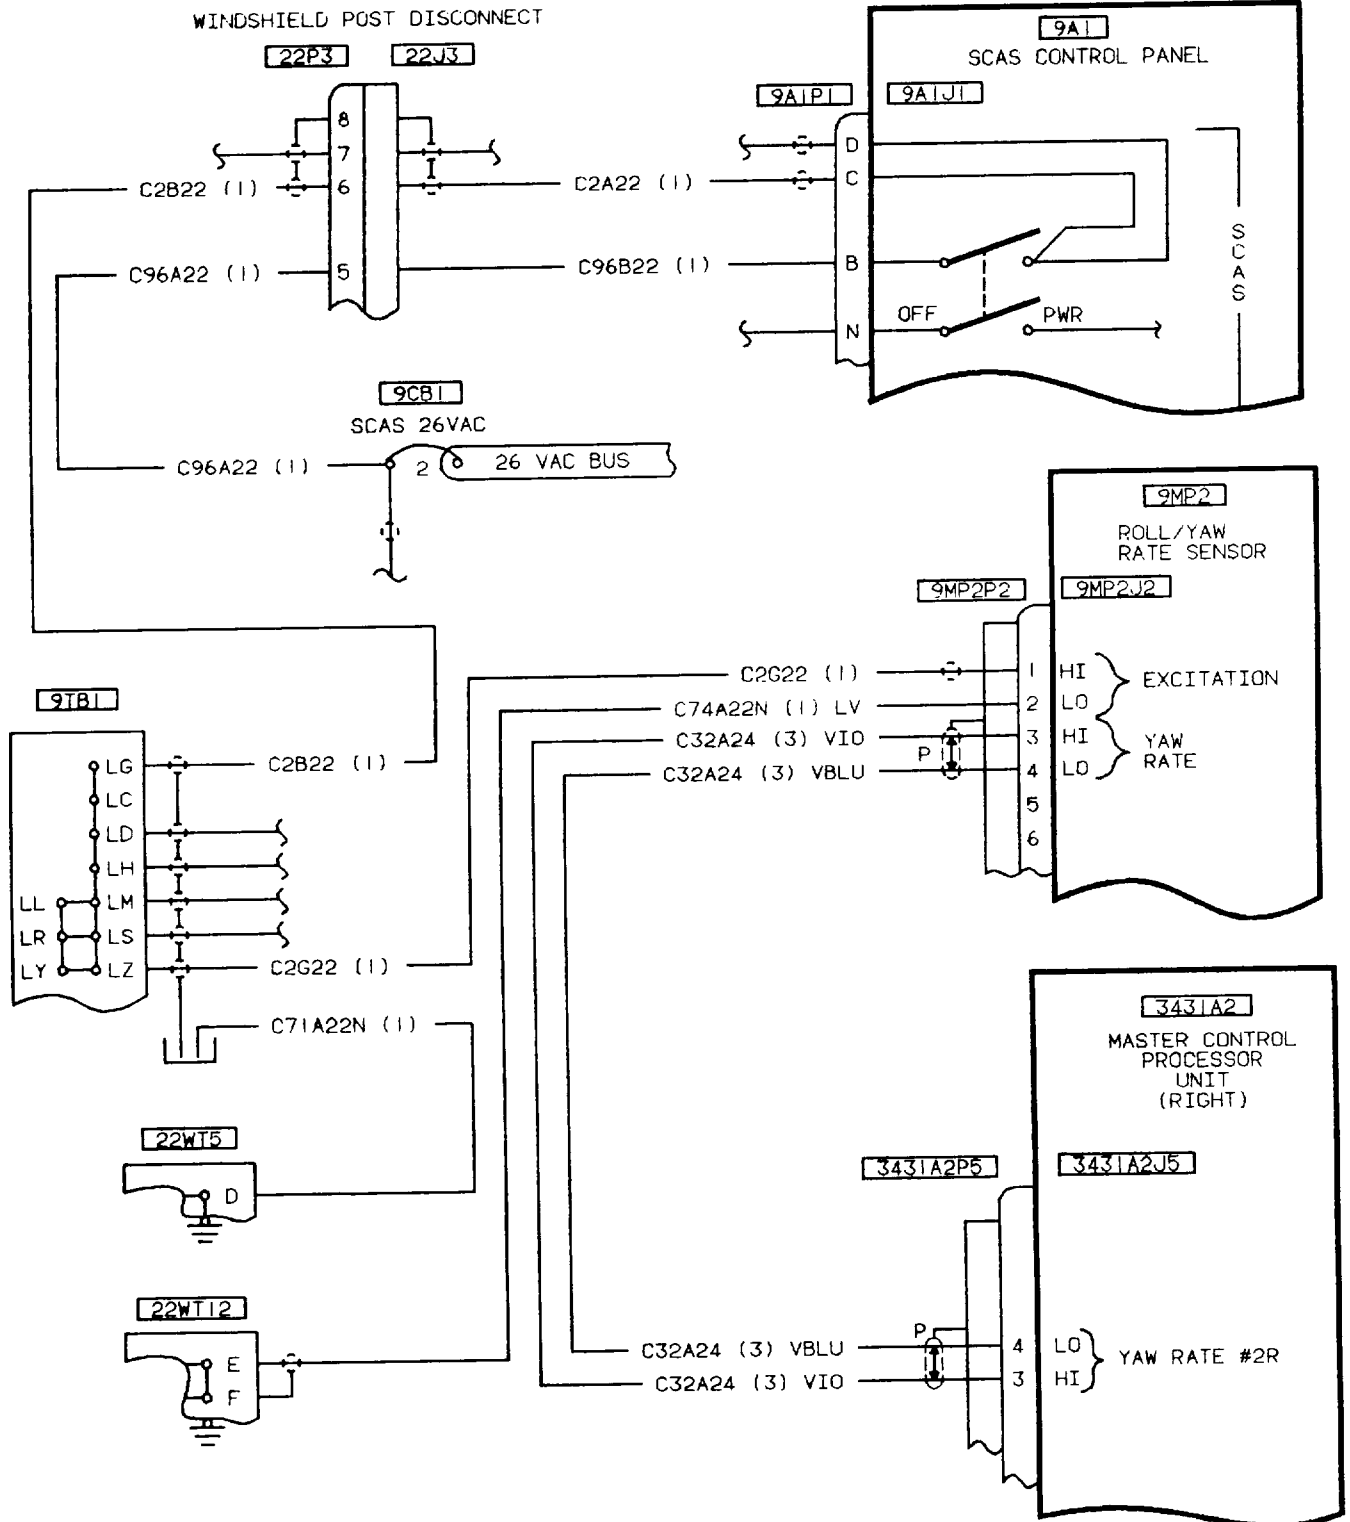 WINDSHIELD POST DISCONNECT
22P3
22J3
8
7
6
5
C2B22 (1)
C2A22 (1)
C96A22 (1)
C96B22 (1)
9A1
SCAS CONTROL PANEL
9A1P1
9A1J1
D
C
B
N
OFF
PWR
SCAS
9CB1
SCAS 26VAC
C96A22 (1)
2
26 VAC BUS
9MP2
ROLL/YAW
RATE SENSOR
9MP2P2
9MP2J2
C2G22 (1)
1
HI
EXCITATION
C74A22N (1) LV
2
LO
C32A24 (3) VIO
P
3
HI
YAW
RATE
C32A24 (3) VBLU
4
LO
5
6
9TB1
LG
C2B22 (1)
LC
LD
LH
LL
LM
LR
LS
LY
LZ
C2G22 (1)
C71A22N (1)
22WT5
D
22WT12
E
F
3431A2
MASTER CONTROL
PROCESSOR
UNIT
(RIGHT)
3431A2P5
3431A2J5
P
C32A24 (3) VBLU
4
LO
YAW RATE #2R
C32A24 (3) VIO
3
HI